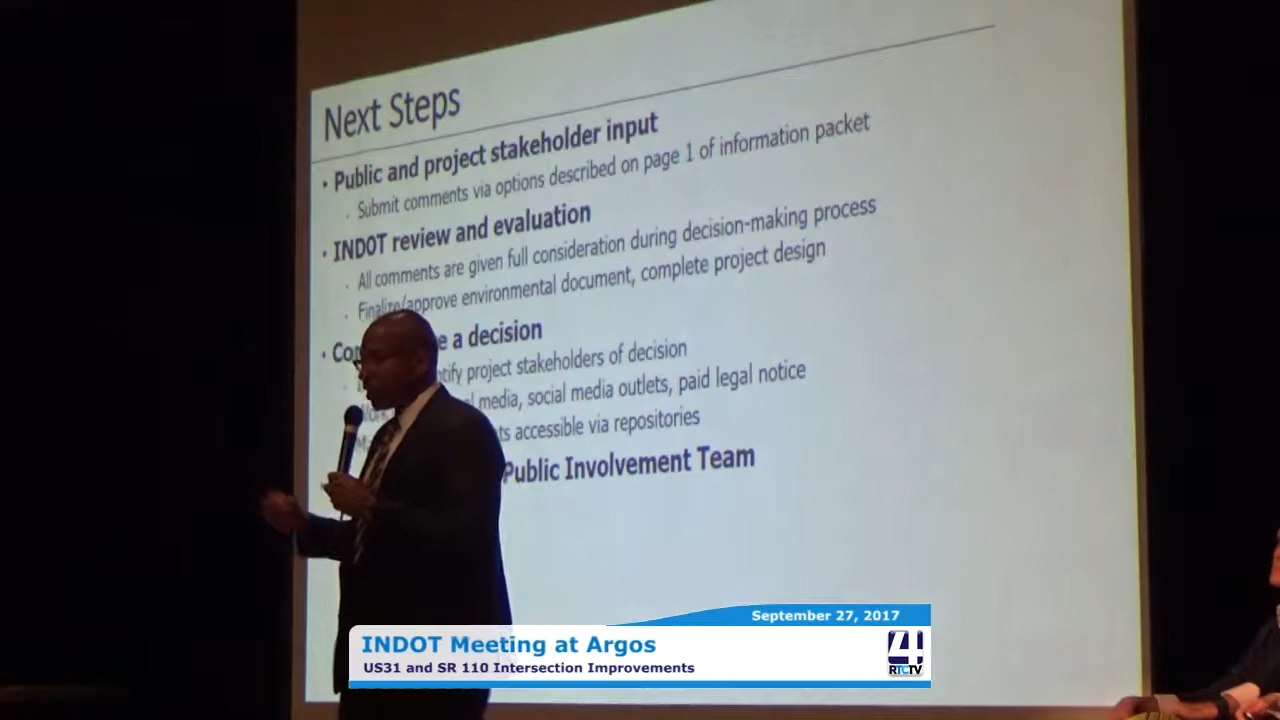 Next Steps
• Public and project stakeholder input
Submit comments via options described on page 1 of information packet
• INDOT review and evaluation
All comments are given full consideration during decision-making process
Finalize/approve environmental document, complete project design
• e a decision
project stakeholders of decision
media, social media outlets, paid legal notice
accessible via repositories
Public Involvement Team
September 27, 2017
INDOT Meeting at Argos
US31 and SR 110 Intersection Improvements
4
RTCTV